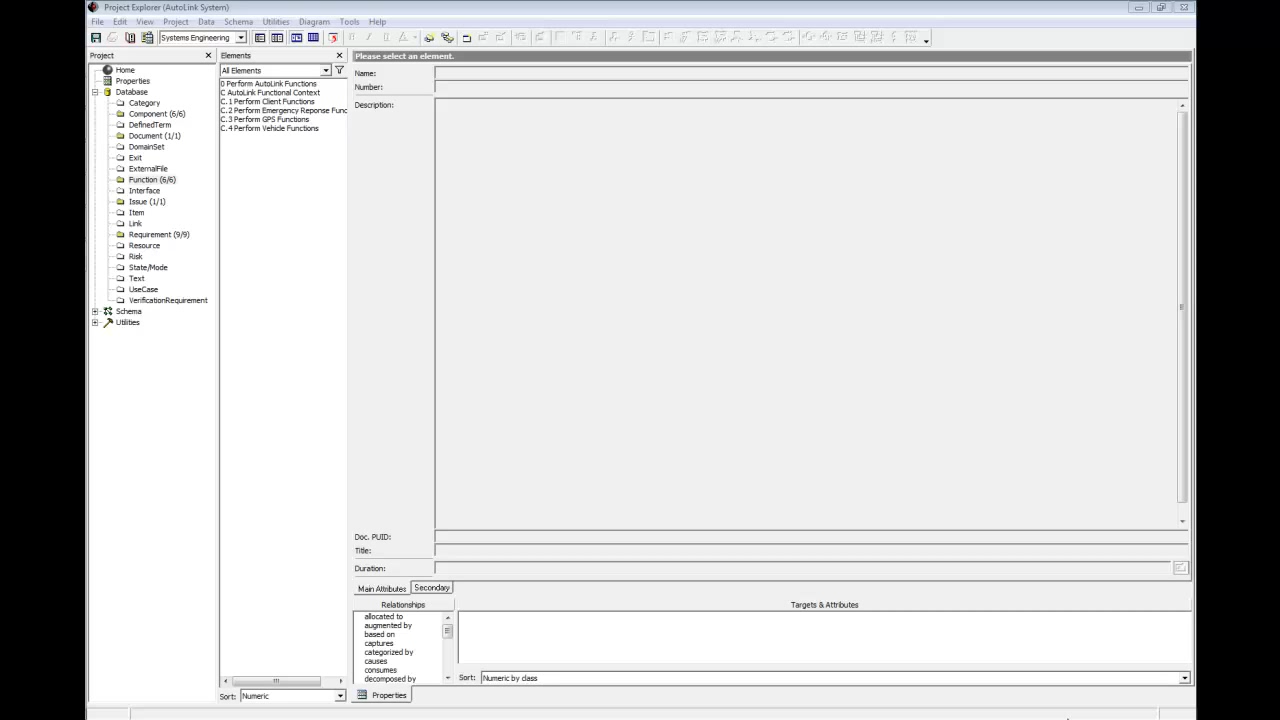 Project Explorer (AutoLink System)
File Edit View Project Data Schema Utilities Diagram Tools Help
Systems Engineering
Project
Home
Properties
Database
Category
Component (6/6)
DefinedTerm
Document (1/1)
DomainSet
Exit
ExternalFile
Function (6/6)
Interface
Issue (1/1)
Item
Link
Requirement (9/9)
Resource
Risk
State/Mode
Text
UseCase
VerificationRequirement
Schema
Utilities
Elements
All Elements
0 Perform AutoLink Functions
C AutoLink Functional Context
C.1 Perform Client Functions
C.2 Perform Emergency Reponse Func
C.3 Perform GPS Functions
C.4 Perform Vehicle Functions
Sort: Numeric
Please select an element.
Name:
Number:
Description:
Doc. PUID:
Title:
Duration:
Main Attributes Secondary
Relationships
allocated to
augmented by
based on
captures
categorized by
causes
consumes
decomposed by
Targets & Attributes
Sort: Numeric by class
Properties